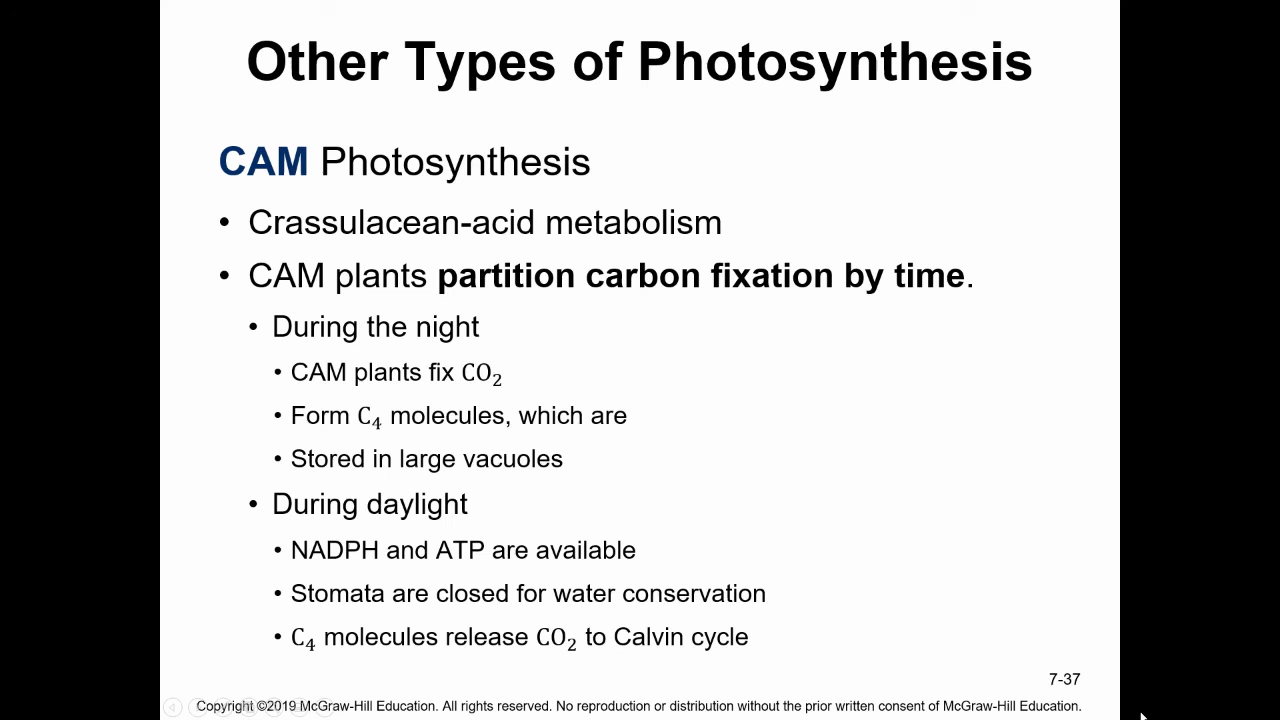 Other Types of Photosynthesis
CAM Photosynthesis
• Crassulacean-acid metabolism
• CAM plants partition carbon fixation by time.
• During the night
• CAM plants fix CO₂
• Form C₄ molecules, which are
• Stored in large vacuoles
• During daylight
• NADPH and ATP are available
• Stomata are closed for water conservation
• C₄ molecules release CO₂ to Calvin cycle
7-37
Copyright ©2019 McGraw-Hill Education. All rights reserved. No reproduction or distribution without the prior written consent of McGraw-Hill Education.